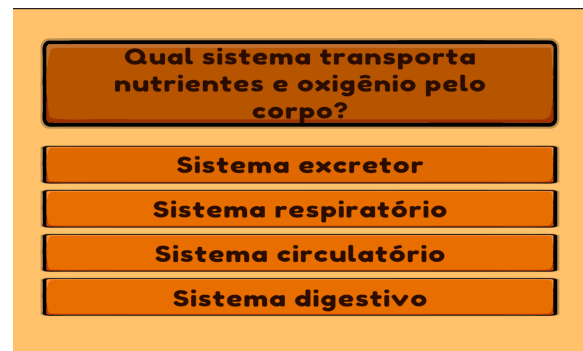 Qual sistema transporta
nutrientes e oxigênio pelo
corpo?
Sistema excretor
Sistema respiratório
Sistema circulatório
Sistema digestivo